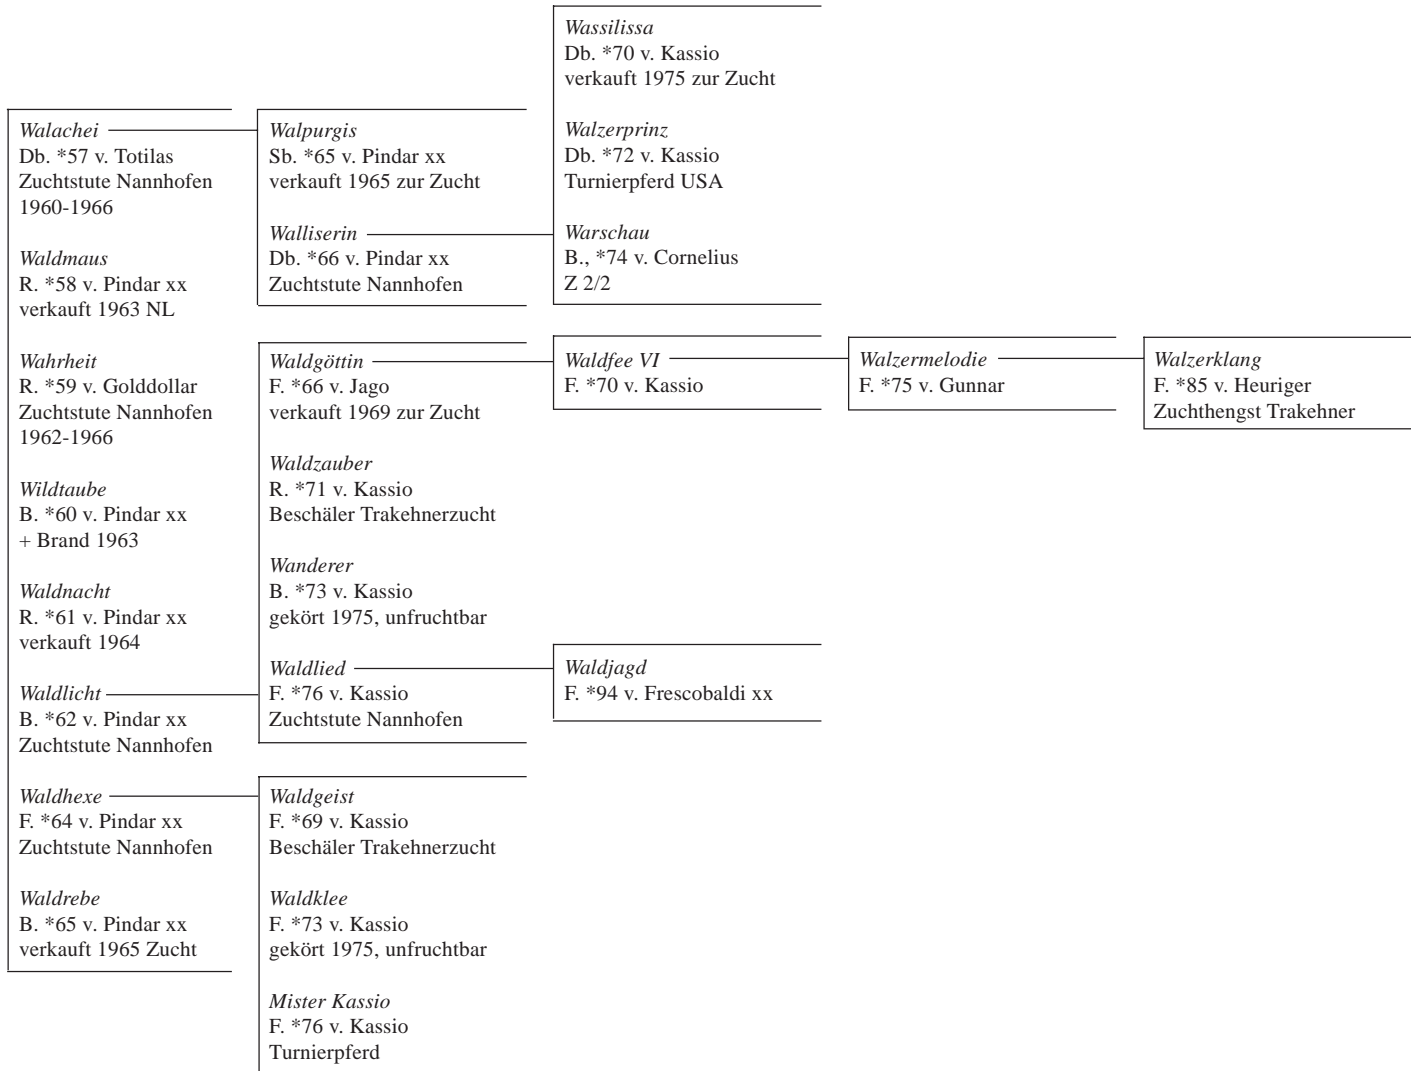 Wassilissa
Db. *70 v. Kassio
verkauft 1975 zur Zucht
Walzerprinz
Db. *72 v. Kassio
Turnierpferd USA
Warschau
B., *74 v. Cornelius
Z 2/2
Walachei
Db. *57 v. Totilas
Zuchtstute Nannhofen
1960-1966
Waldmaus
R. *58 v. Pindar xx
verkauft 1963 NL
Wahrheit
R. *59 v. Golddollar
Zuchtstute Nannhofen
1962-1966
Wildtaube
B. *60 v. Pindar xx
+ Brand 1963
Waldnacht
R. *61 v. Pindar xx
verkauft 1964
Waldlicht
B. *62 v. Pindar xx
Zuchtstute Nannhofen
Waldhexe
F. *64 v. Pindar xx
Zuchtstute Nannhofen
Waldrebe
B. *65 v. Pindar xx
verkauft 1965 Zucht
Walpurgis
Sb. *65 v. Pindar xx
verkauft 1965 zur Zucht
Walliserin
Db. *66 v. Pindar xx
Zuchtstute Nannhofen
Waldgöttin
F. *66 v. Jago
verkauft 1969 zur Zucht
Waldzauber
R. *71 v. Kassio
Beschäler Trakehnerzucht
Wanderer
B. *73 v. Kassio
gekört 1975, unfruchtbar
Waldlied
F. *76 v. Kassio
Zuchtstute Nannhofen
Waldgeist
F. *69 v. Kassio
Beschäler Trakehnerzucht
Waldklee
F. *73 v. Kassio
gekört 1975, unfruchtbar
Mister Kassio
F. *76 v. Kassio
Turnierpferd
Waldfee VI
F. *70 v. Kassio
Waldjagd
F. *94 v. Frescobaldi xx
Walzermelodie
F. *75 v. Gunnar
Walzerklang
F. *85 v. Heuriger
Zuchthengst Trakehner